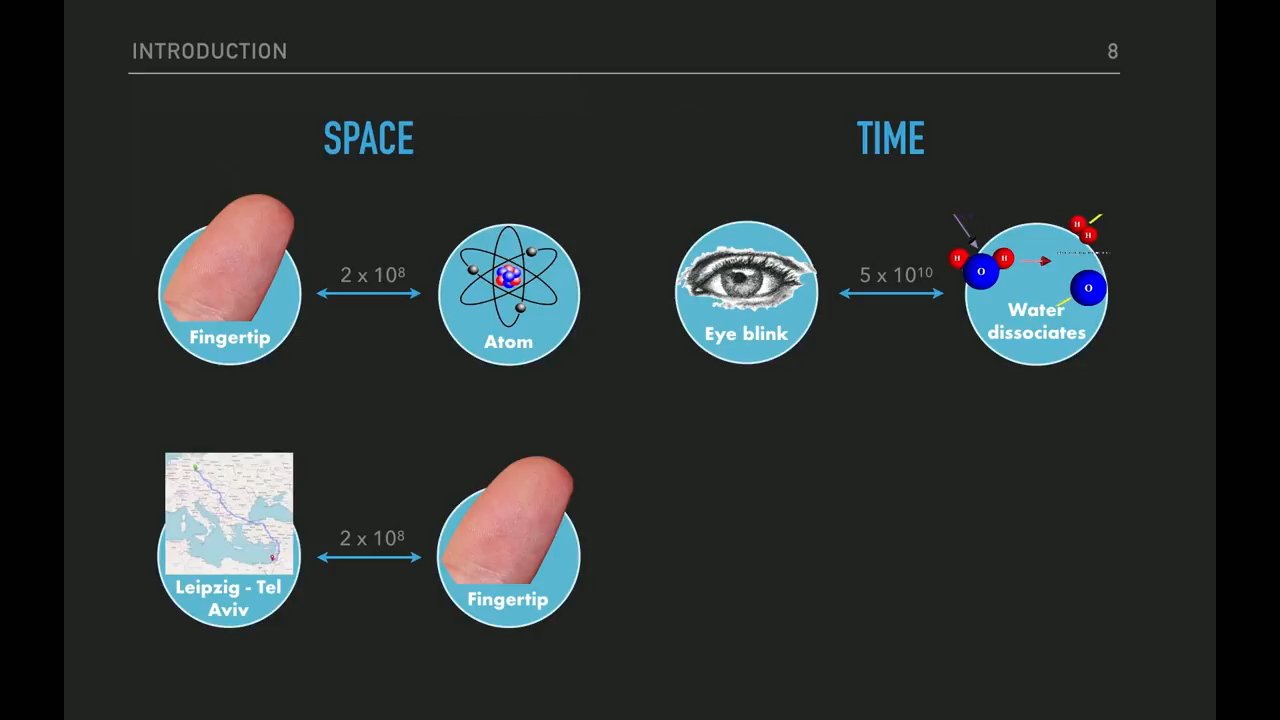 INTRODUCTION
8
SPACE
TIME
2 x 10⁸
Fingertip
Atom
5 x 10¹⁰
Eye blink
H
H
O
H
H
O
Water
dissociates
2 x 10⁸
Leipzig - Tel
Aviv
Fingertip